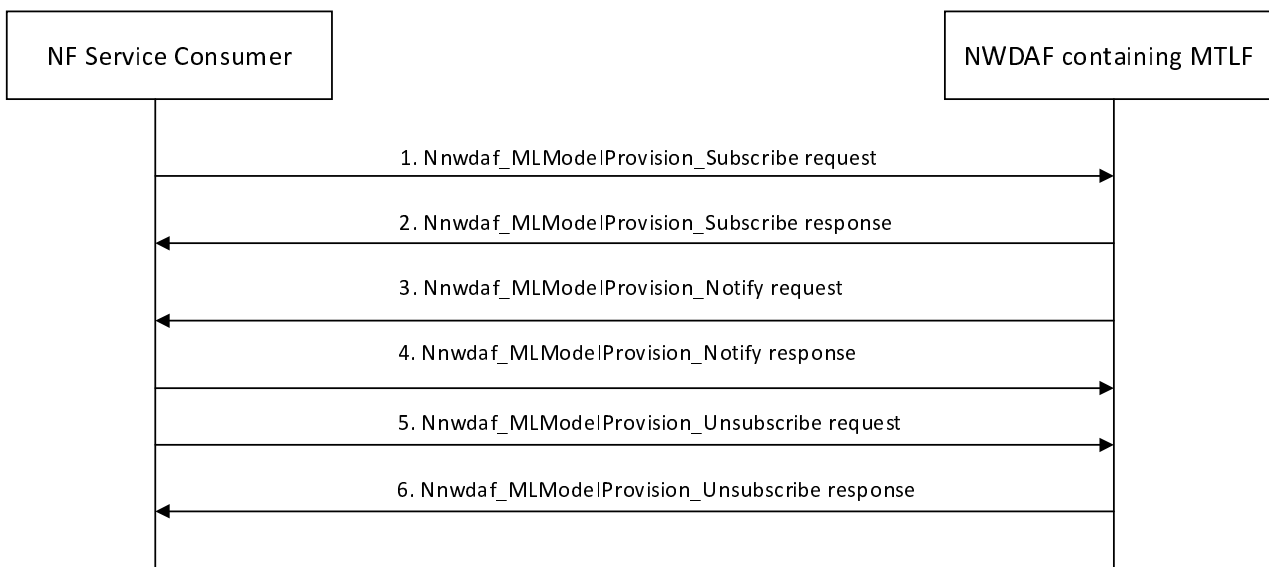 NF Service Consumer
NWDAF containing MTLF
1. Nnwdaf_MLModelProvision_Subscribe request
2. Nnwdaf_MLModelProvision_Subscribe response
3. Nnwdaf_MLModelProvision_Notify request
4. Nnwdaf_MLModelProvision_Notify response
5. Nnwdaf_MLModelProvision_Unsubscribe request
6. Nnwdaf_MLModelProvision_Unsubscribe response